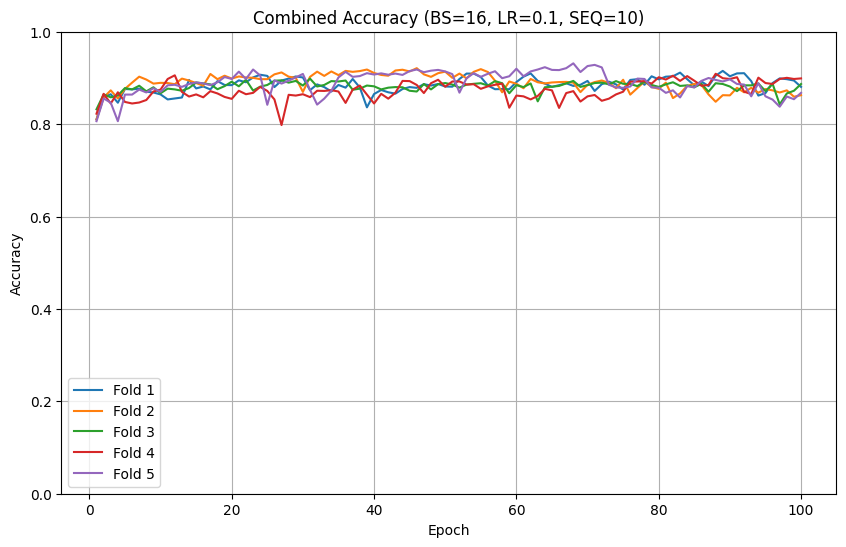 Combined Accuracy (BS=16, LR=0.1, SEQ=10)
1.0
0.8
0.6
0.4
0.2
0.0
Accuracy
Fold 1
Fold 2
Fold 3
Fold 4
Fold 5
0 20 40 60 80 100
Epoch